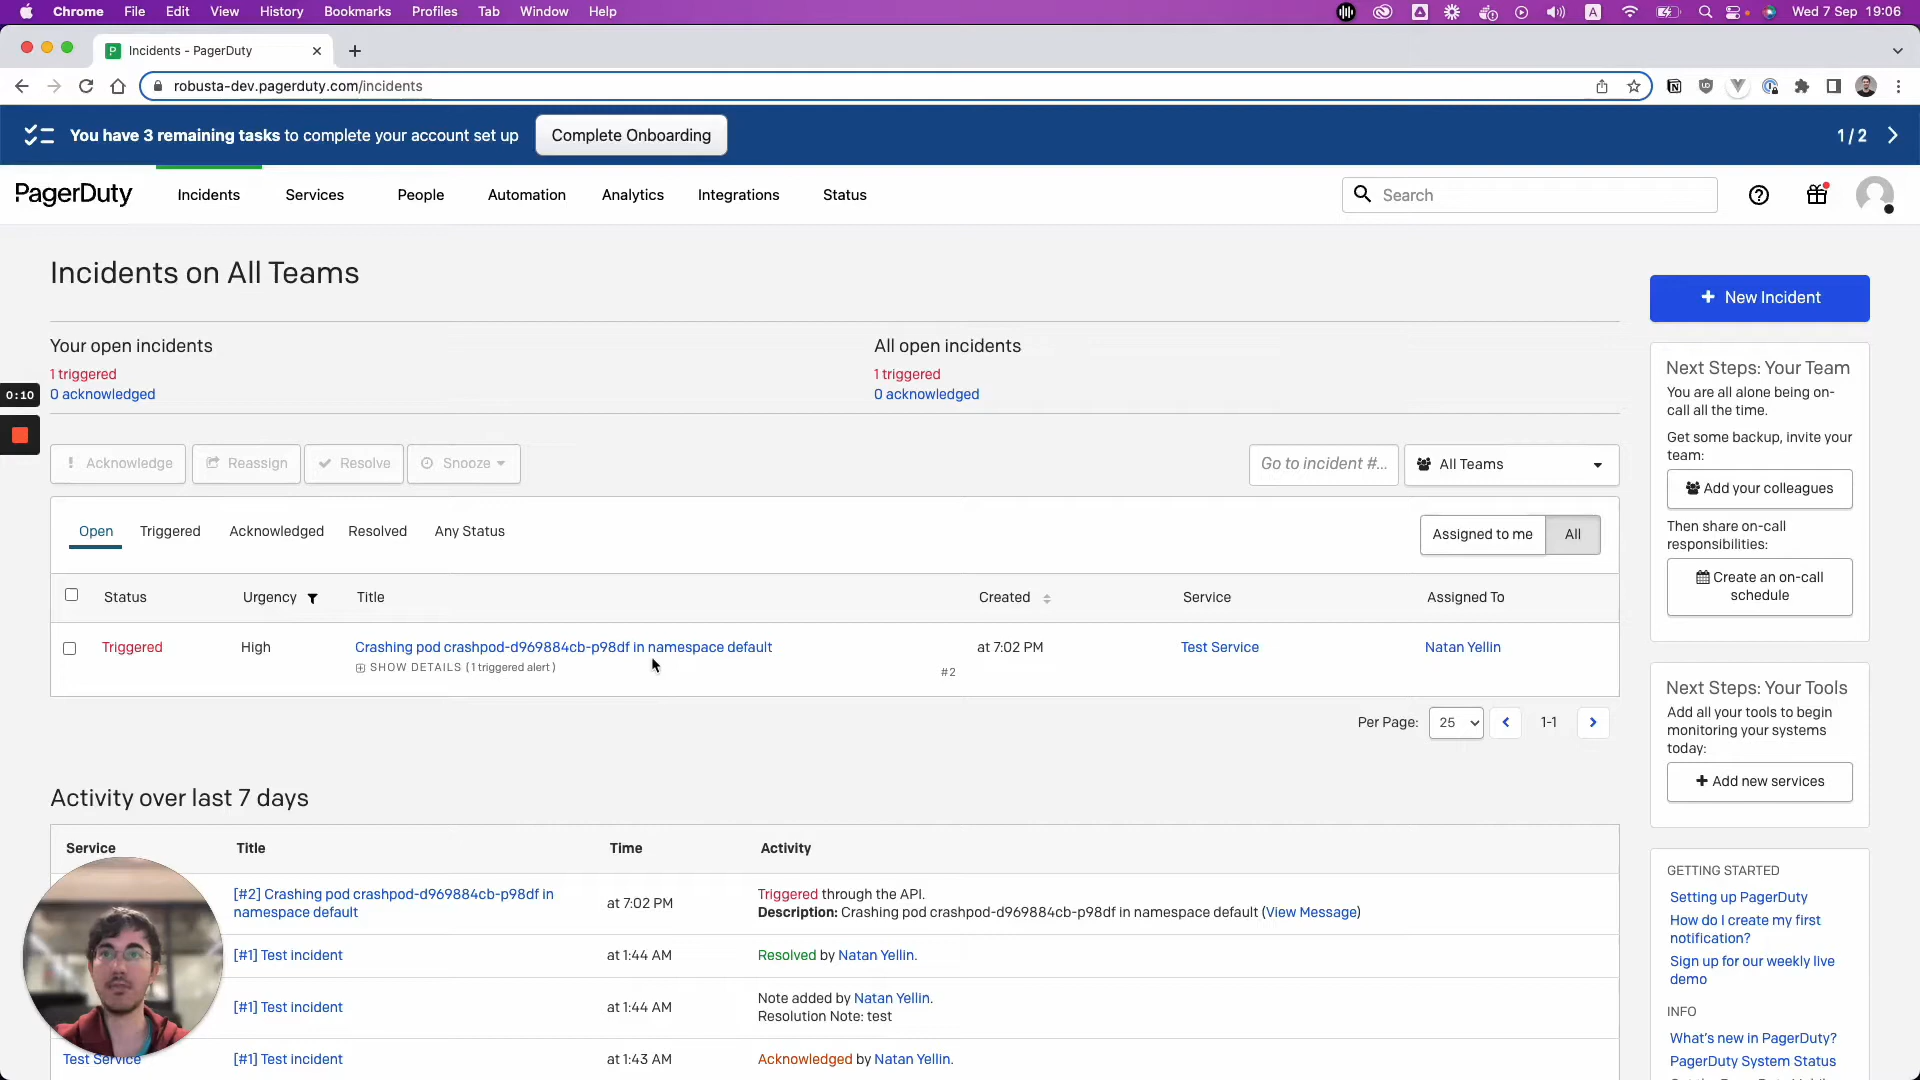 Chrome File Edit View History Bookmarks Profiles Tab Window Help
A Wed 7 Sep 19:06
Incidents - PagerDuty
robusta-dev.pagerduty.com/incidents
You have 3 remaining tasks to complete your account set up Complete Onboarding 1 / 2
PagerDuty Incidents Services People Automation Analytics Integrations Status Search
Incidents on All Teams
+ New Incident
Your open incidents
1 triggered
0 acknowledged
All open incidents
1 triggered
0 acknowledged
0:10
Acknowledge Reassign Resolve Snooze
Go to incident #... All Teams
Open Triggered Acknowledged Resolved Any Status
Assigned to me All
Status Urgency Title Created Service Assigned To
Triggered High Crashing pod crashpod-d969884cb-p98df in namespace default at 7:02 PM Test Service Natan Yellin
SHOW DETAILS (1 triggered alert) #2
Per Page: 25 1-1
Next Steps: Your Team
You are all alone being on-
call all the time.
Get some backup, invite your
team:
Add your colleagues
Then share on-call
responsibilities:
Create an on-call
schedule
Next Steps: Your Tools
Add all your tools to begin
monitoring your systems
today:
+ Add new services
Activity over last 7 days
Service Title Time Activity
[#2] Crashing pod crashpod-d969884cb-p98df in
namespace default
at 7:02 PM
Triggered through the API.
Description: Crashing pod crashpod-d969884cb-p98df in namespace default (View Message)
[#1] Test incident at 1:44 AM Resolved by Natan Yellin.
[#1] Test incident at 1:44 AM
Note added by Natan Yellin.
Resolution Note: test
Test Service [#1] Test incident at 1:43 AM Acknowledged by Natan Yellin.
GETTING STARTED
Setting up PagerDuty
How do I create my first
notification?
Sign up for our weekly live
demo
INFO
What's new in PagerDuty?
PagerDuty System Status